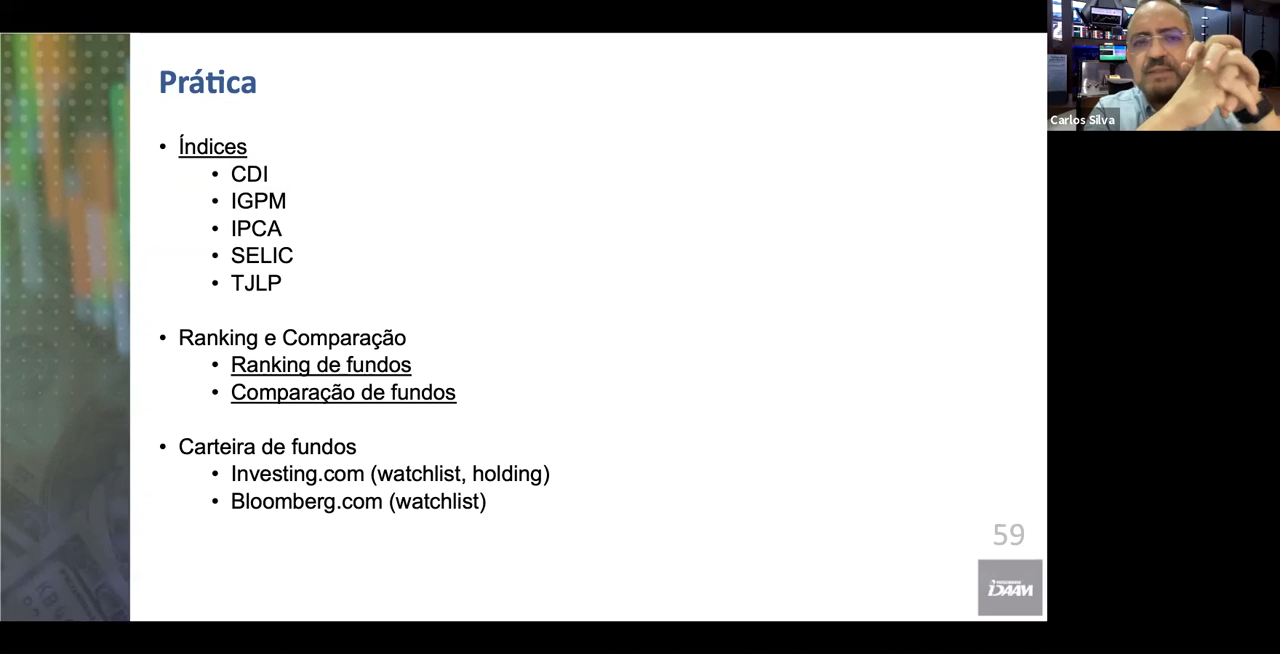 Prática
• Índices
• CDI
• IGPM
• IPCA
• SELIC
• TJLP
• Ranking e Comparação
• Ranking de fundos
• Comparação de fundos
• Carteira de fundos
• Investing.com (watchlist, holding)
• Bloomberg.com (watchlist)
59
Carlos Silva